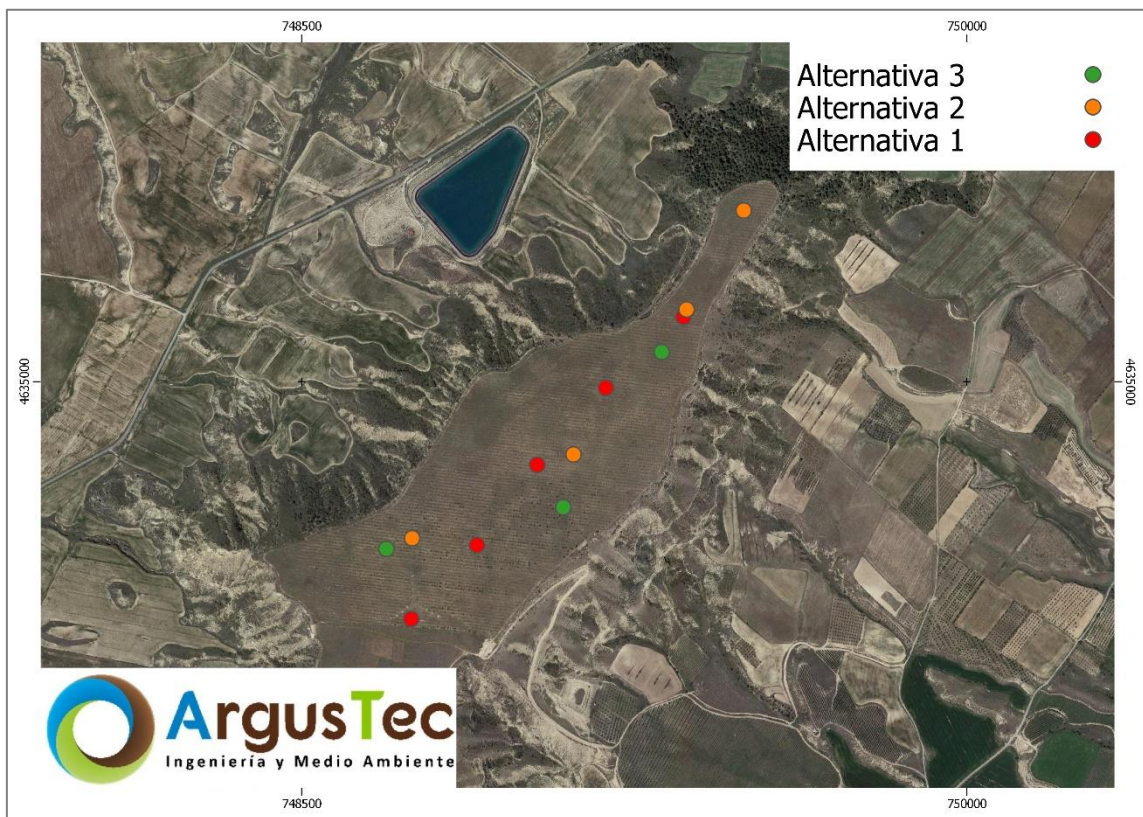 748500
750000
Alternativa 3
Alternativa 2
Alternativa 1
4635000
4635000
ArgusTec
Ingeniería y Medio Ambiente
748500
750000